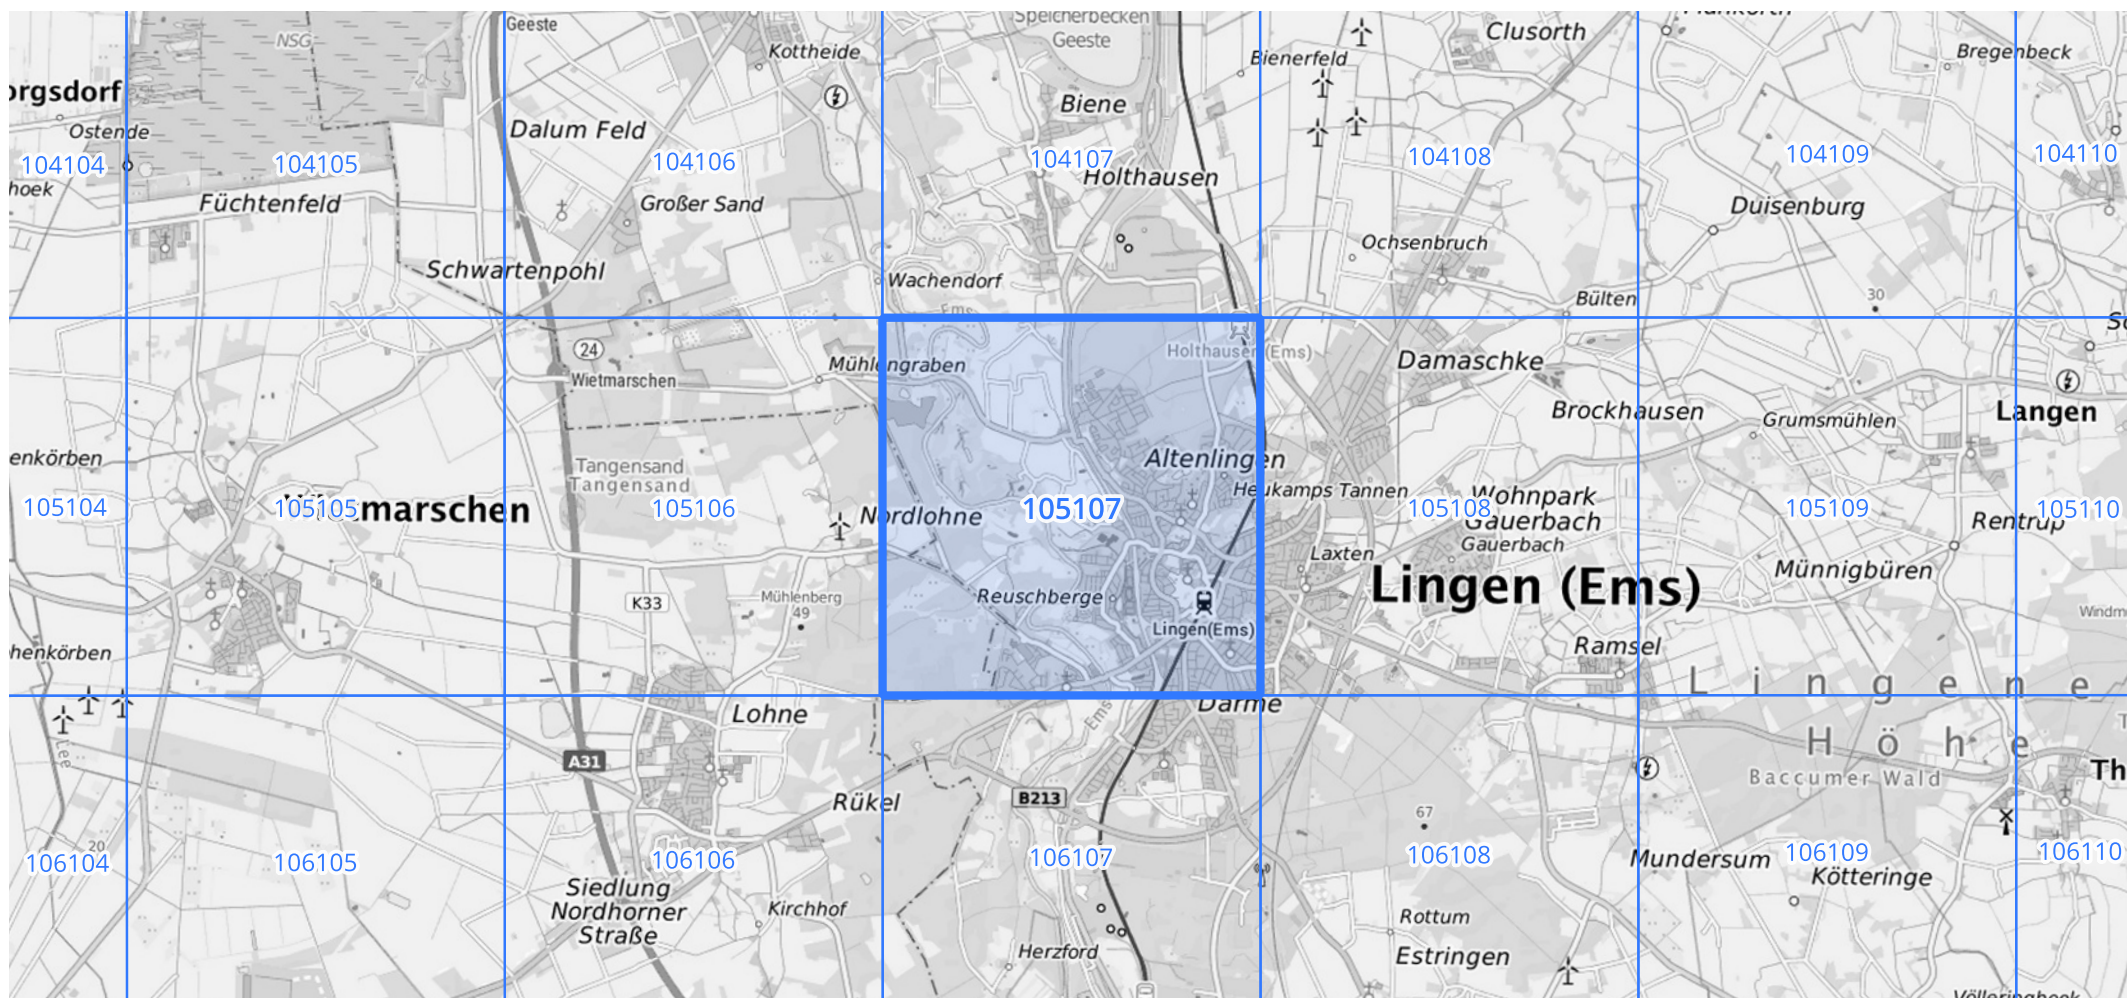 Geeste
Speicherbecken
Geeste
Clusorth
NSG
Kottheide
Bienerfeld
Bregenbeck
orgsdorf
Biene
Ostende
Dalum Feld
104104
104105
104106
104107
104108
104109
104110
hoek
Holthausen
Füchtenfeld
Großer Sand
Duisenburg
Ochsenbruch
Schwartenpohl
Wachendorf
Bülten
30
Ems
24
Holthausen (Ems)
Damaschke
Mühlengraben
Wietmarschen
Brockhausen
Grumsmühlen
Langen
enkörben
Tangensand
Tangensand
Altenlingen
Heukamps Tannen
Wohnpark
Gauerbach
Gauerbach
105104
105105
marschen
105106
105107
105108
105109
105110
Nordlohne
Rentrup
Laxten
Lingen (Ems)
Münnigbüren
K33
Mühlenberg
49
Reuschberge
Lingen(Ems)
Windm
henkörben
Ramsel
Lingene
Lohne
Darme
Ems
Höhe
Lee
A31
Baccumer Wald
Th
B213
Rükel
67
20
106104
106105
106106
106107
106108
Mundersum
106109
106110
Kötteringe
Siedlung
Nordhorner
Straße
Kirchhof
Rottum
Herzford
Estringen